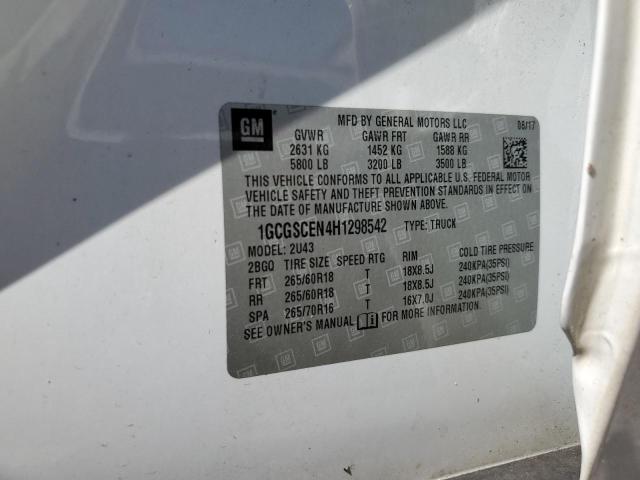 GM
MFD BY GENERAL MOTORS LLC 06/17
GVWR GAWR FRT GAWR RR
2631 KG 1452 KG 1588 KG
5800 LB 3200 LB 3500 LB
THIS VEHICLE CONFORMS TO ALL APPLICABLE U.S. FEDERAL MOTOR
VEHICLE SAFETY AND THEFT PREVENTION STANDARDS IN EFFECT
ON THE DATE OF MANUFACTURE SHOWN ABOVE.
1GCGSCEN4H1298542 TYPE: TRUCK
MODEL: 2U43
2BGQ TIRE SIZE SPEED RTG RIM COLD TIRE PRESSURE
FRT 265/60R18 T 18X8.5J 240KPA(35PSI)
RR 265/60R18 T 18X8.5J 240KPA(35PSI)
SPA 265/70R16 T 16X7.0J 240KPA(35PSI)
SEE OWNER'S MANUAL FOR ADDITIONAL INFORMATION.